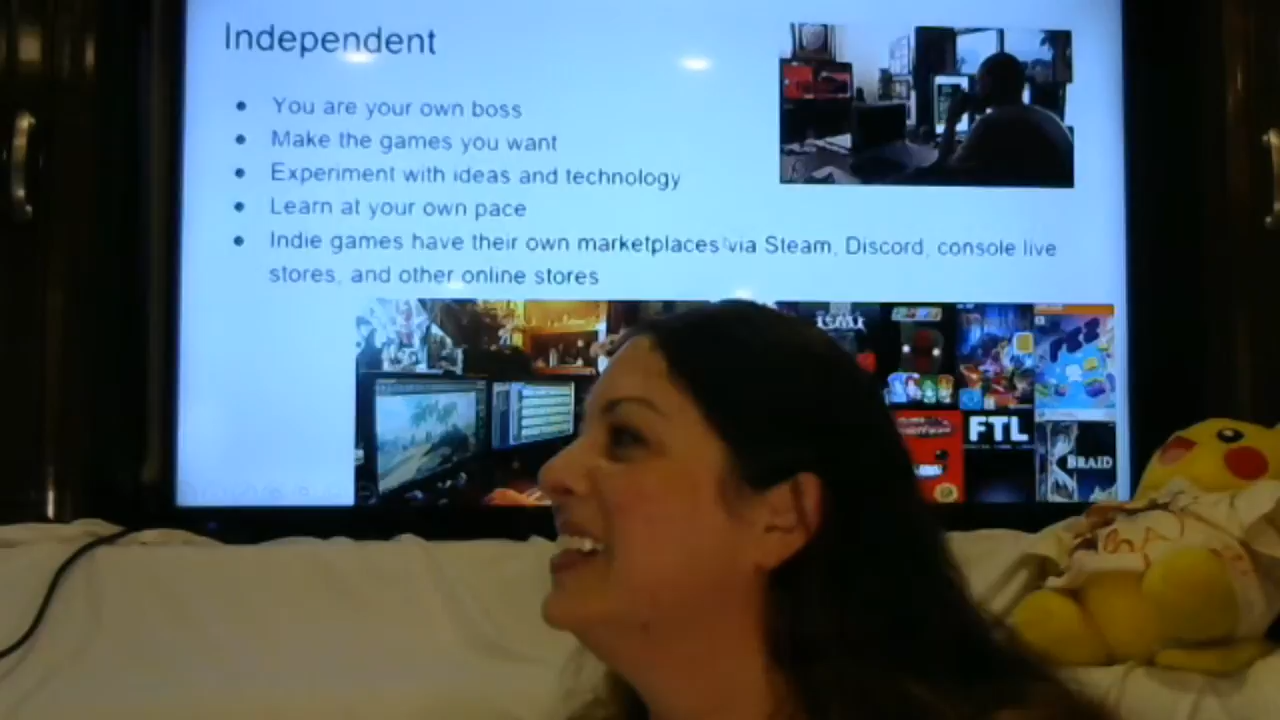 Independent
● You are your own boss
● Make the games you want
● Experiment with ideas and technology
● Learn at your own pace
● Indie games have their own marketplaces via Steam, Discord, console live
stores, and other online stores
FEZ
FTL
BRAID